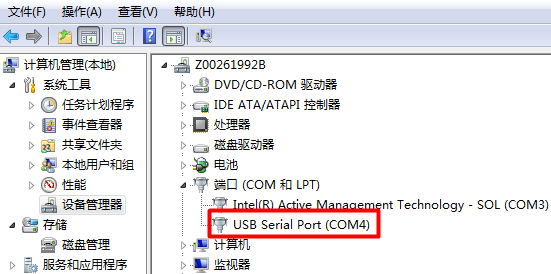 文件(F) 操作(A) 查看(V) 帮助(H)
计算机管理(本地)
系统工具
任务计划程序
事件查看器
共享文件夹
本地用户和组
性能
设备管理器
存储
磁盘管理
服务和应用程序
Z00261992B
DVD/CD-ROM 驱动器
IDE ATA/ATAPI 控制器
处理器
磁盘驱动器
电池
端口 (COM 和 LPT)
Intel(R) Active Management Technology - SOL (COM3)
USB Serial Port (COM4)
计算机
监视器